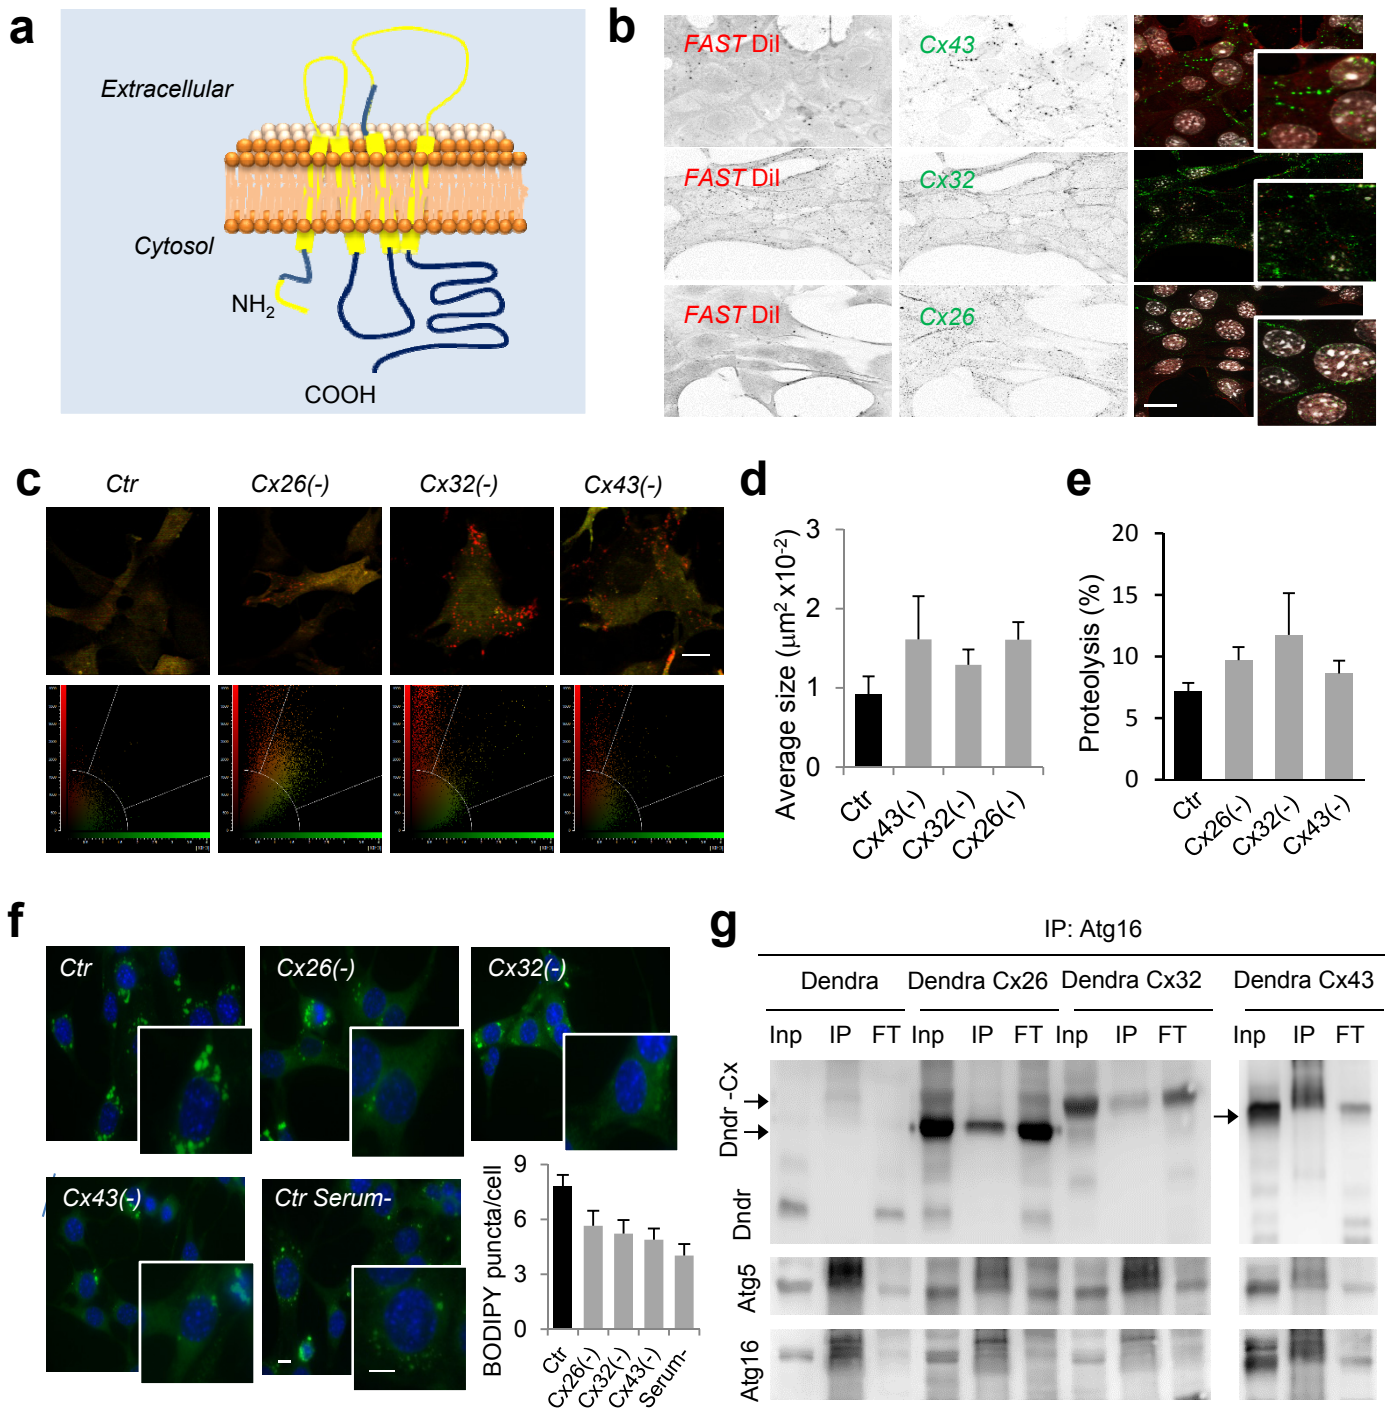 a
Extracellular
Cytosol
NH2
COOH
b
FAST Dil
Cx43
FAST Dil
Cx32
FAST Dil
Cx26
c
Ctr
Cx26(-)
Cx32(-)
Cx43(-)
d
Average size (μm² x10⁻²)
3
2
1
0
Ctr
Cx43(-)
Cx32(-)
Cx26(-)
e
Proteolysis (%)
20
15
10
5
0
Ctr
Cx26(-)
Cx32(-)
Cx43(-)
f
Ctr
Cx26(-)
Cx32(-)
Cx43(-)
Ctr Serum-
BODIPY puncta/cell
9
6
3
0
Ctr
Cx26(-)
Cx32(-)
Cx43(-)
Serum-
g
IP: Atg16
Dendra Dendra Cx26 Dendra Cx32 Dendra Cx43
Inp IP FT Inp IP FT Inp IP FT Inp IP FT
Dndr -Cx
Dndr
Atg5
Atg16